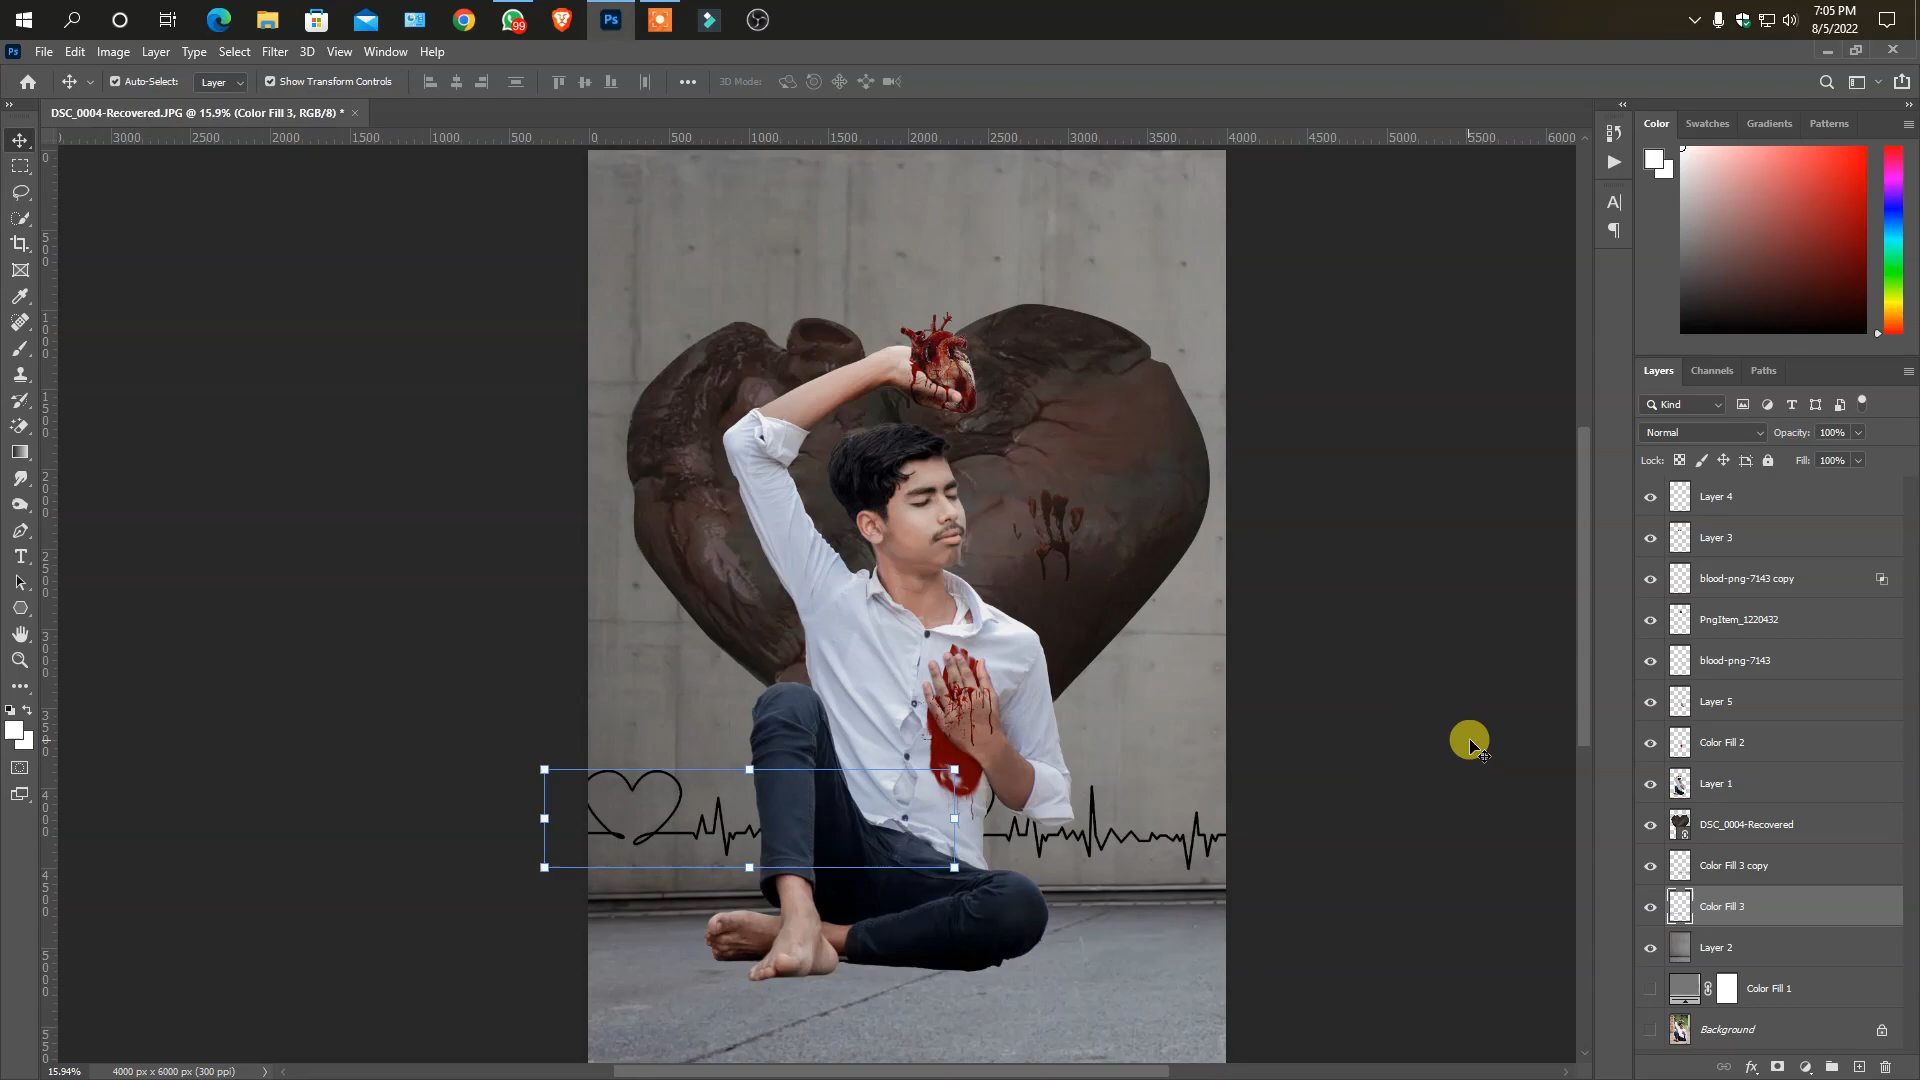 99
Ps
7:05 PM
8/5/2022
Ps File Edit Image Layer Type Select Filter 3D View Window Help
Auto-Select: Layer Show Transform Controls 3D Mode:
DSC_0004-Recovered.JPG @ 15.9% (Color Fill 3, RGB/8) * ×
3000 2500 2000 1500 1000 500 0 500 1000 1500 2000 2500 3000 3500 4000 4500 5000 5500 6000
Color Swatches Gradients Patterns
Layers Channels Paths
Kind
Normal Opacity: 100%
Lock: Fill: 100%
Layer 4
Layer 3
blood-png-7143 copy
PngItem_1220432
blood-png-7143
Layer 5
Color Fill 2
Layer 1
DSC_0004-Recovered
Color Fill 3 copy
Color Fill 3
Layer 2
Color Fill 1
Background
15.94% 4000 px x 6000 px (300 ppi)